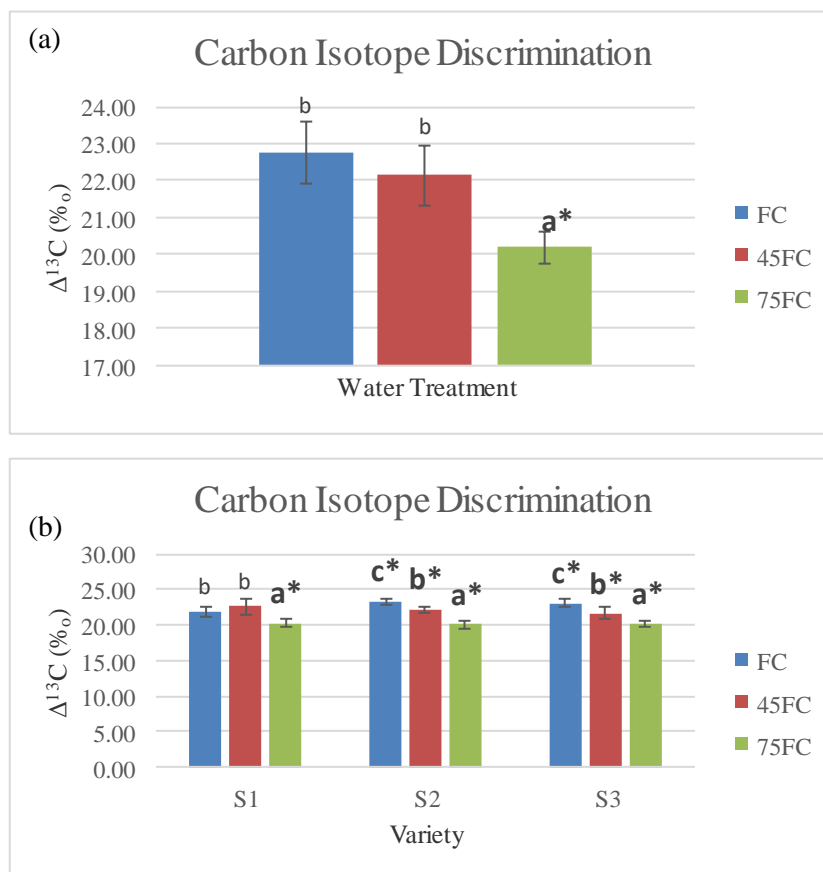 (a)
Carbon Isotope Discrimination
24.00
23.00
22.00
21.00
20.00
19.00
18.00
17.00
Δ¹³C (%ₒ)
b
b
a*
Water Treatment
FC
45FC
75FC
(b)
Carbon Isotope Discrimination
30.00
25.00
20.00
15.00
10.00
5.00
0.00
Δ¹³C (%ₒ)
b b a* c* b* a* c* b* a*
S1 S2 S3
Variety
FC
45FC
75FC